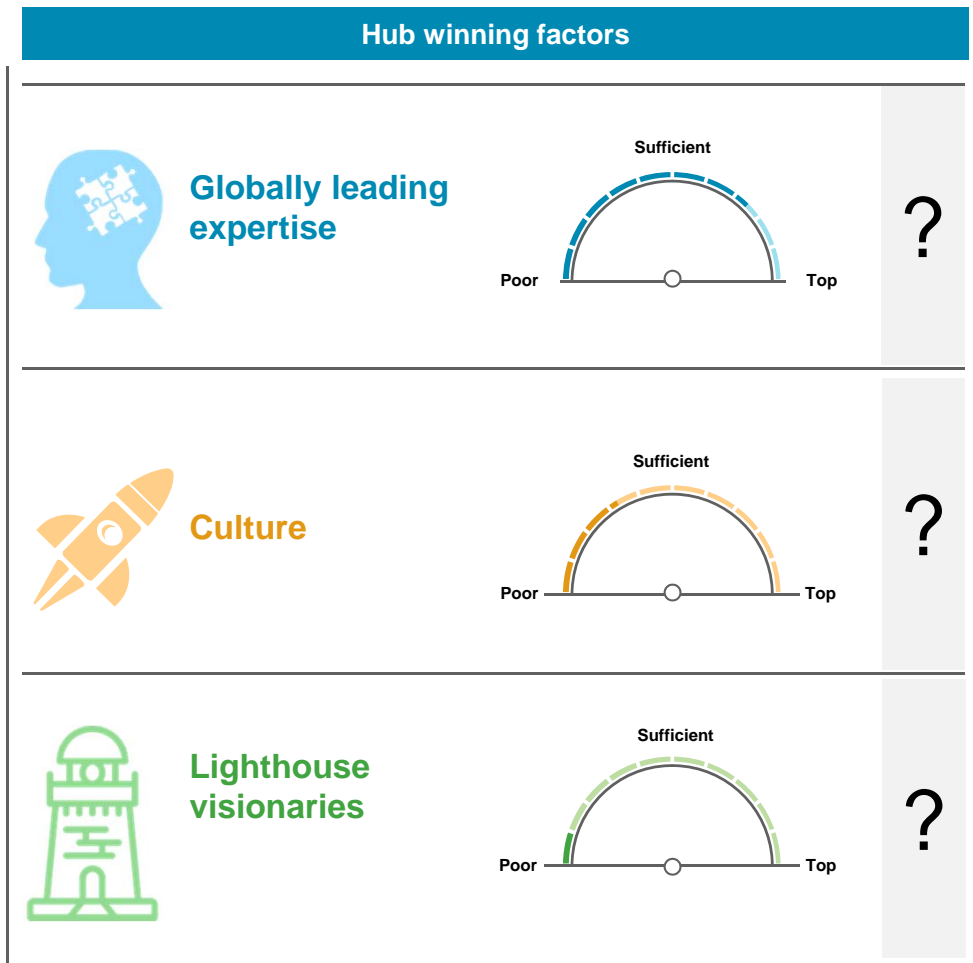 Hub winning factors
Sufficient
Globally leading
expertise
Poor
Top
?
Sufficient
Culture
Poor
Top
?
Sufficient
Lighthouse
visionaries
Poor
Top
?